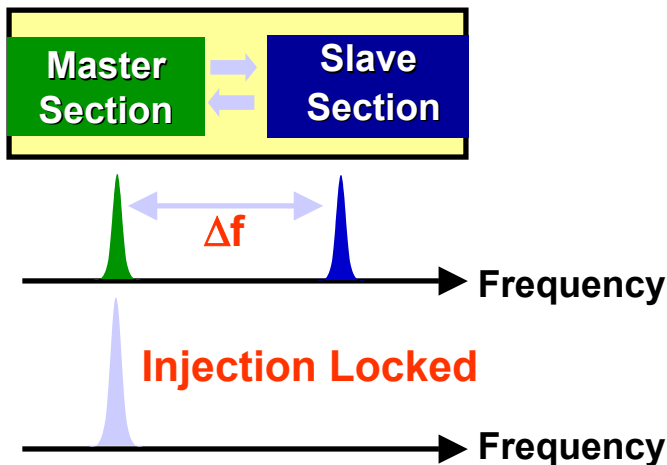 Master
Section
Slave
Section
Δf
Frequency
Injection Locked
Frequency